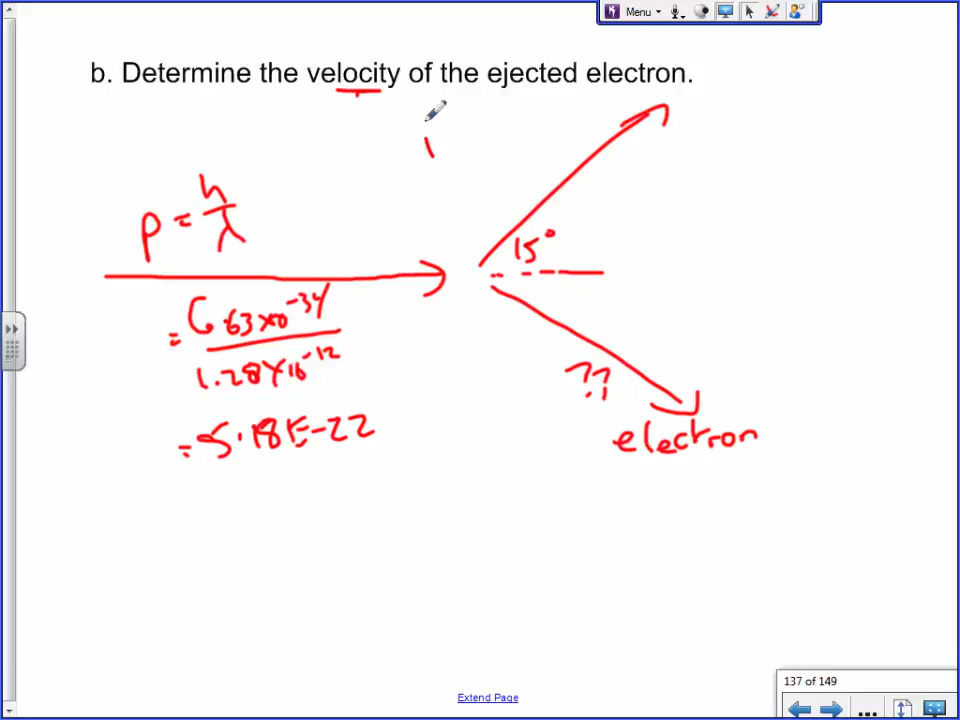 Menu
b. Determine the velocity of the ejected electron.
p = h/λ
15°
= 6.63×10^-34
1.28×10^-12
??
= 5.18E-22
electron
137 of 149
Extend Page